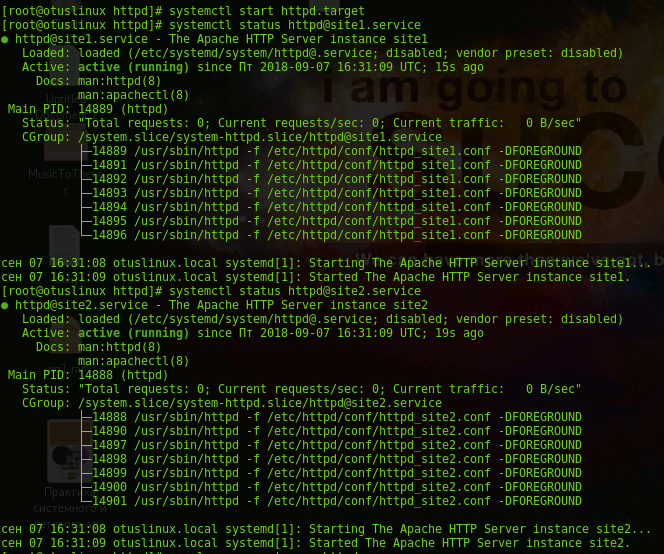 [root@otuslinux httpd]# systemctl start httpd.target
[root@otuslinux httpd]# systemctl status httpd@site1.service
● httpd@site1.service - The Apache HTTP Server instance site1
Loaded: loaded (/etc/systemd/system/httpd@.service; disabled; vendor preset: disabled)
Active: active (running) since Пт 2018-09-07 16:31:09 UTC; 15s ago
Docs: man:httpd(8)
man:apachectl(8)
Main PID: 14889 (httpd)
Status: "Total requests: 0; Current requests/sec: 0; Current traffic:   0 B/sec"
CGroup: /system.slice/system-httpd.slice/httpd@site1.service
├─14889 /usr/sbin/httpd -f /etc/httpd/conf/httpd_site1.conf -DFOREGROUND
├─14890 /usr/sbin/httpd -f /etc/httpd/conf/httpd_site1.conf -DFOREGROUND
├─14892 /usr/sbin/httpd -f /etc/httpd/conf/httpd_site1.conf -DFOREGROUND
├─14893 /usr/sbin/httpd -f /etc/httpd/conf/httpd_site1.conf -DFOREGROUND
├─14894 /usr/sbin/httpd -f /etc/httpd/conf/httpd_site1.conf -DFOREGROUND
├─14895 /usr/sbin/httpd -f /etc/httpd/conf/httpd_site1.conf -DFOREGROUND
└─14896 /usr/sbin/httpd -f /etc/httpd/conf/httpd_site1.conf -DFOREGROUND
сен 07 16:31:08 otuslinux.local systemd[1]: Starting The Apache HTTP Server instance site1...
сен 07 16:31:09 otuslinux.local systemd[1]: Started The Apache HTTP Server instance site1.
[root@otuslinux httpd]# systemctl status httpd@site2.service
● httpd@site2.service - The Apache HTTP Server instance site2
Loaded: loaded (/etc/systemd/system/httpd@.service; disabled; vendor preset: disabled)
Active: active (running) since Пт 2018-09-07 16:31:09 UTC; 19s ago
Docs: man:httpd(8)
man:apachectl(8)
Main PID: 14888 (httpd)
Status: "Total requests: 0; Current requests/sec: 0; Current traffic:   0 B/sec"
CGroup: /system.slice/system-httpd.slice/httpd@site2.service
├─14888 /usr/sbin/httpd -f /etc/httpd/conf/httpd_site2.conf -DFOREGROUND
├─14890 /usr/sbin/httpd -f /etc/httpd/conf/httpd_site2.conf -DFOREGROUND
├─14897 /usr/sbin/httpd -f /etc/httpd/conf/httpd_site2.conf -DFOREGROUND
├─14898 /usr/sbin/httpd -f /etc/httpd/conf/httpd_site2.conf -DFOREGROUND
├─14899 /usr/sbin/httpd -f /etc/httpd/conf/httpd_site2.conf -DFOREGROUND
├─14900 /usr/sbin/httpd -f /etc/httpd/conf/httpd_site2.conf -DFOREGROUND
└─14901 /usr/sbin/httpd -f /etc/httpd/conf/httpd_site2.conf -DFOREGROUND
сен 07 16:31:08 otuslinux.local systemd[1]: Starting The Apache HTTP Server instance site2...
сен 07 16:31:09 otuslinux.local systemd[1]: Started The Apache HTTP Server instance site2.
i am going to
MusicToThe
r
Практика
системного и